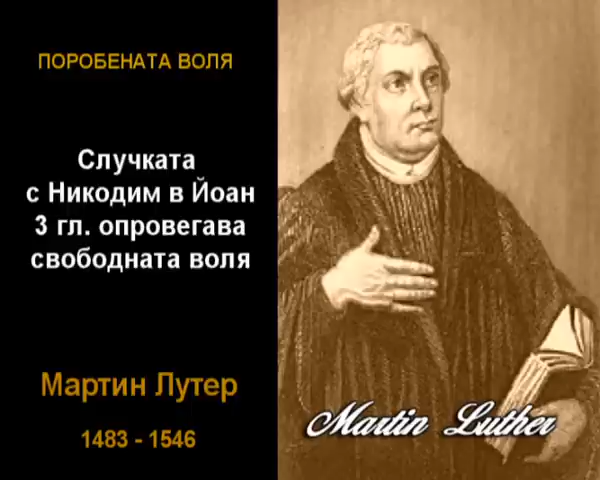 ПОРОБЕНАТА ВОЛЯ
Случката
с Никодим в Йоан
3 гл. опровегава
свободната воля
Мартин Лутер
1483 - 1546
Martin Luther